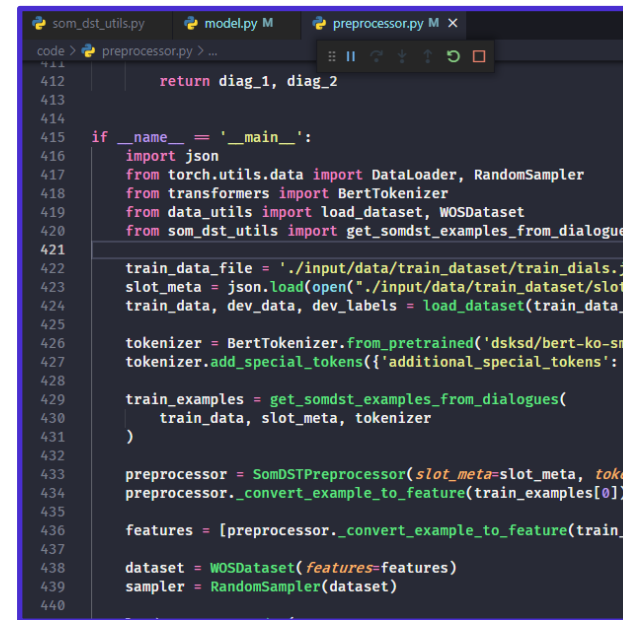 som_dst_utils.py model.py M preprocessor.py M ×
code > preprocessor.py > ...
411
412 return diag_1, diag_2
413
414
415 if __name__ == '__main__':
416 import json
417 from torch.utils.data import DataLoader, RandomSampler
418 from transformers import BertTokenizer
419 from data_utils import load_dataset, WOSDataset
420 from som_dst_utils import get_somdst_examples_from_dialogue
421
422 train_data_file = './input/data/train_dataset/train_dials.j
423 slot_meta = json.load(open("./input/data/train_dataset/slot
424 train_data, dev_data, dev_labels = load_dataset(train_data_
425
426 tokenizer = BertTokenizer.from_pretrained('dsksd/bert-ko-sm
427 tokenizer.add_special_tokens({'additional_special_tokens':
428
429 train_examples = get_somdst_examples_from_dialogues(
430 train_data, slot_meta, tokenizer
431 )
432
433 preprocessor = SomDSTPreprocessor(slot_meta=slot_meta, toke
434 preprocessor._convert_example_to_feature(train_examples[0])
435
436 features = [preprocessor._convert_example_to_feature(train_
437
438 dataset = WOSDataset(features=features)
439 sampler = RandomSampler(dataset)
440